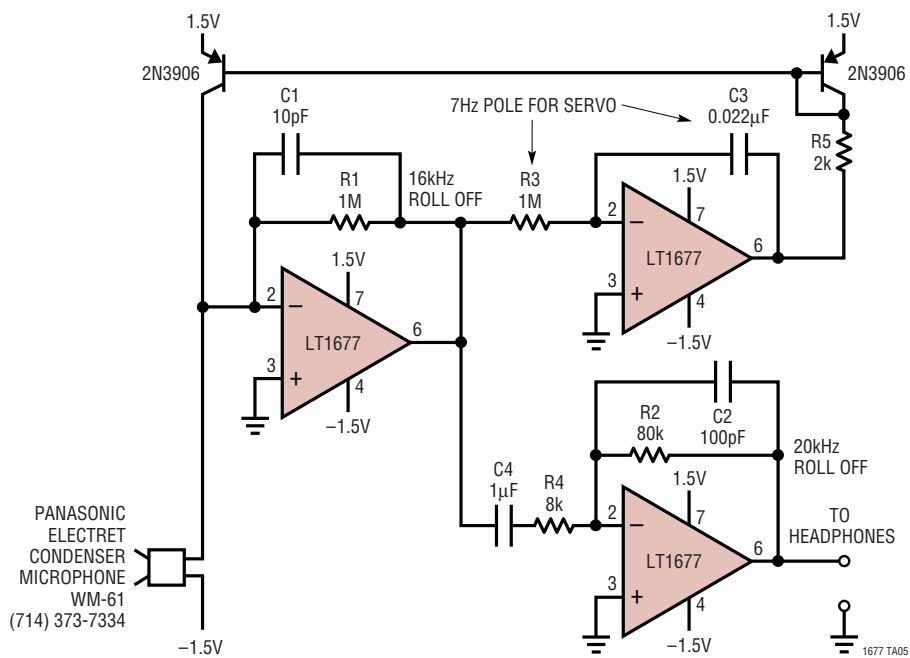 1.5V
1.5V
2N3906
2N3906
C1
10pF
7Hz POLE FOR SERVO
C3
0.022µF
R5
2k
R1
1M
16kHz
ROLL OFF
R3
1M
1.5V
2
–
7
LT1677
6
3
+
4
–1.5V
1.5V
2
–
7
LT1677
6
3
+
4
–1.5V
C2
100pF
R2
80k
20kHz
ROLL OFF
C4
1µF
R4
8k
1.5V
2
–
7
LT1677
6
3
+
4
–1.5V
TO
HEADPHONES
PANASONIC
ELECTRET
CONDENSER
MICROPHONE
WM-61
(714) 373-7334
–1.5V
1677 TA05